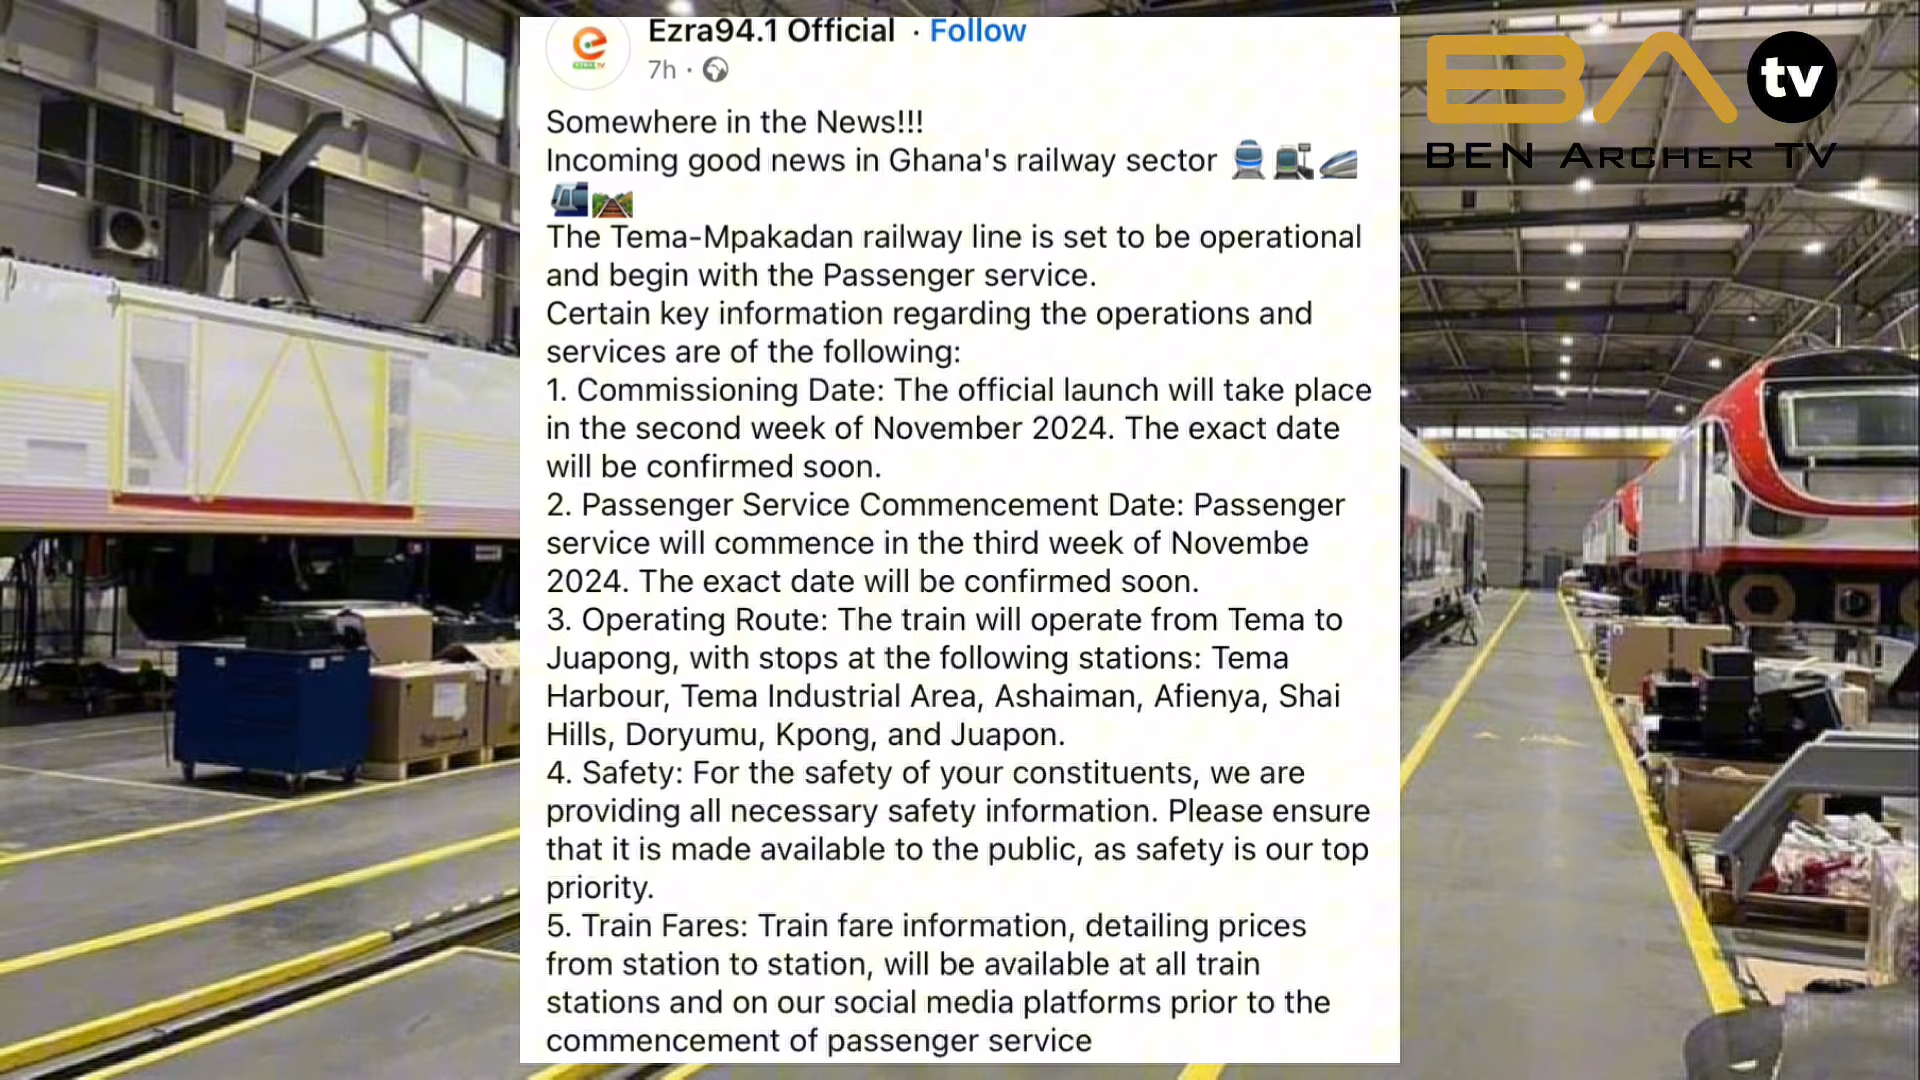 Ezra94.1 Official · Follow
7h ·
BA tv
BEN ARCHER TV
Somewhere in the News!!!
Incoming good news in Ghana's railway sector 🚆🚉🚄
🚈🛤️
The Tema-Mpakadan railway line is set to be operational
and begin with the Passenger service.
Certain key information regarding the operations and
services are of the following:
1. Commissioning Date: The official launch will take place
in the second week of November 2024. The exact date
will be confirmed soon.
2. Passenger Service Commencement Date: Passenger
service will commence in the third week of Novembe
2024. The exact date will be confirmed soon.
3. Operating Route: The train will operate from Tema to
Juapong, with stops at the following stations: Tema
Harbour, Tema Industrial Area, Ashaiman, Afienya, Shai
Hills, Doryumu, Kpong, and Juapon.
4. Safety: For the safety of your constituents, we are
providing all necessary safety information. Please ensure
that it is made available to the public, as safety is our top
priority.
5. Train Fares: Train fare information, detailing prices
from station to station, will be available at all train
stations and on our social media platforms prior to the
commencement of passenger service